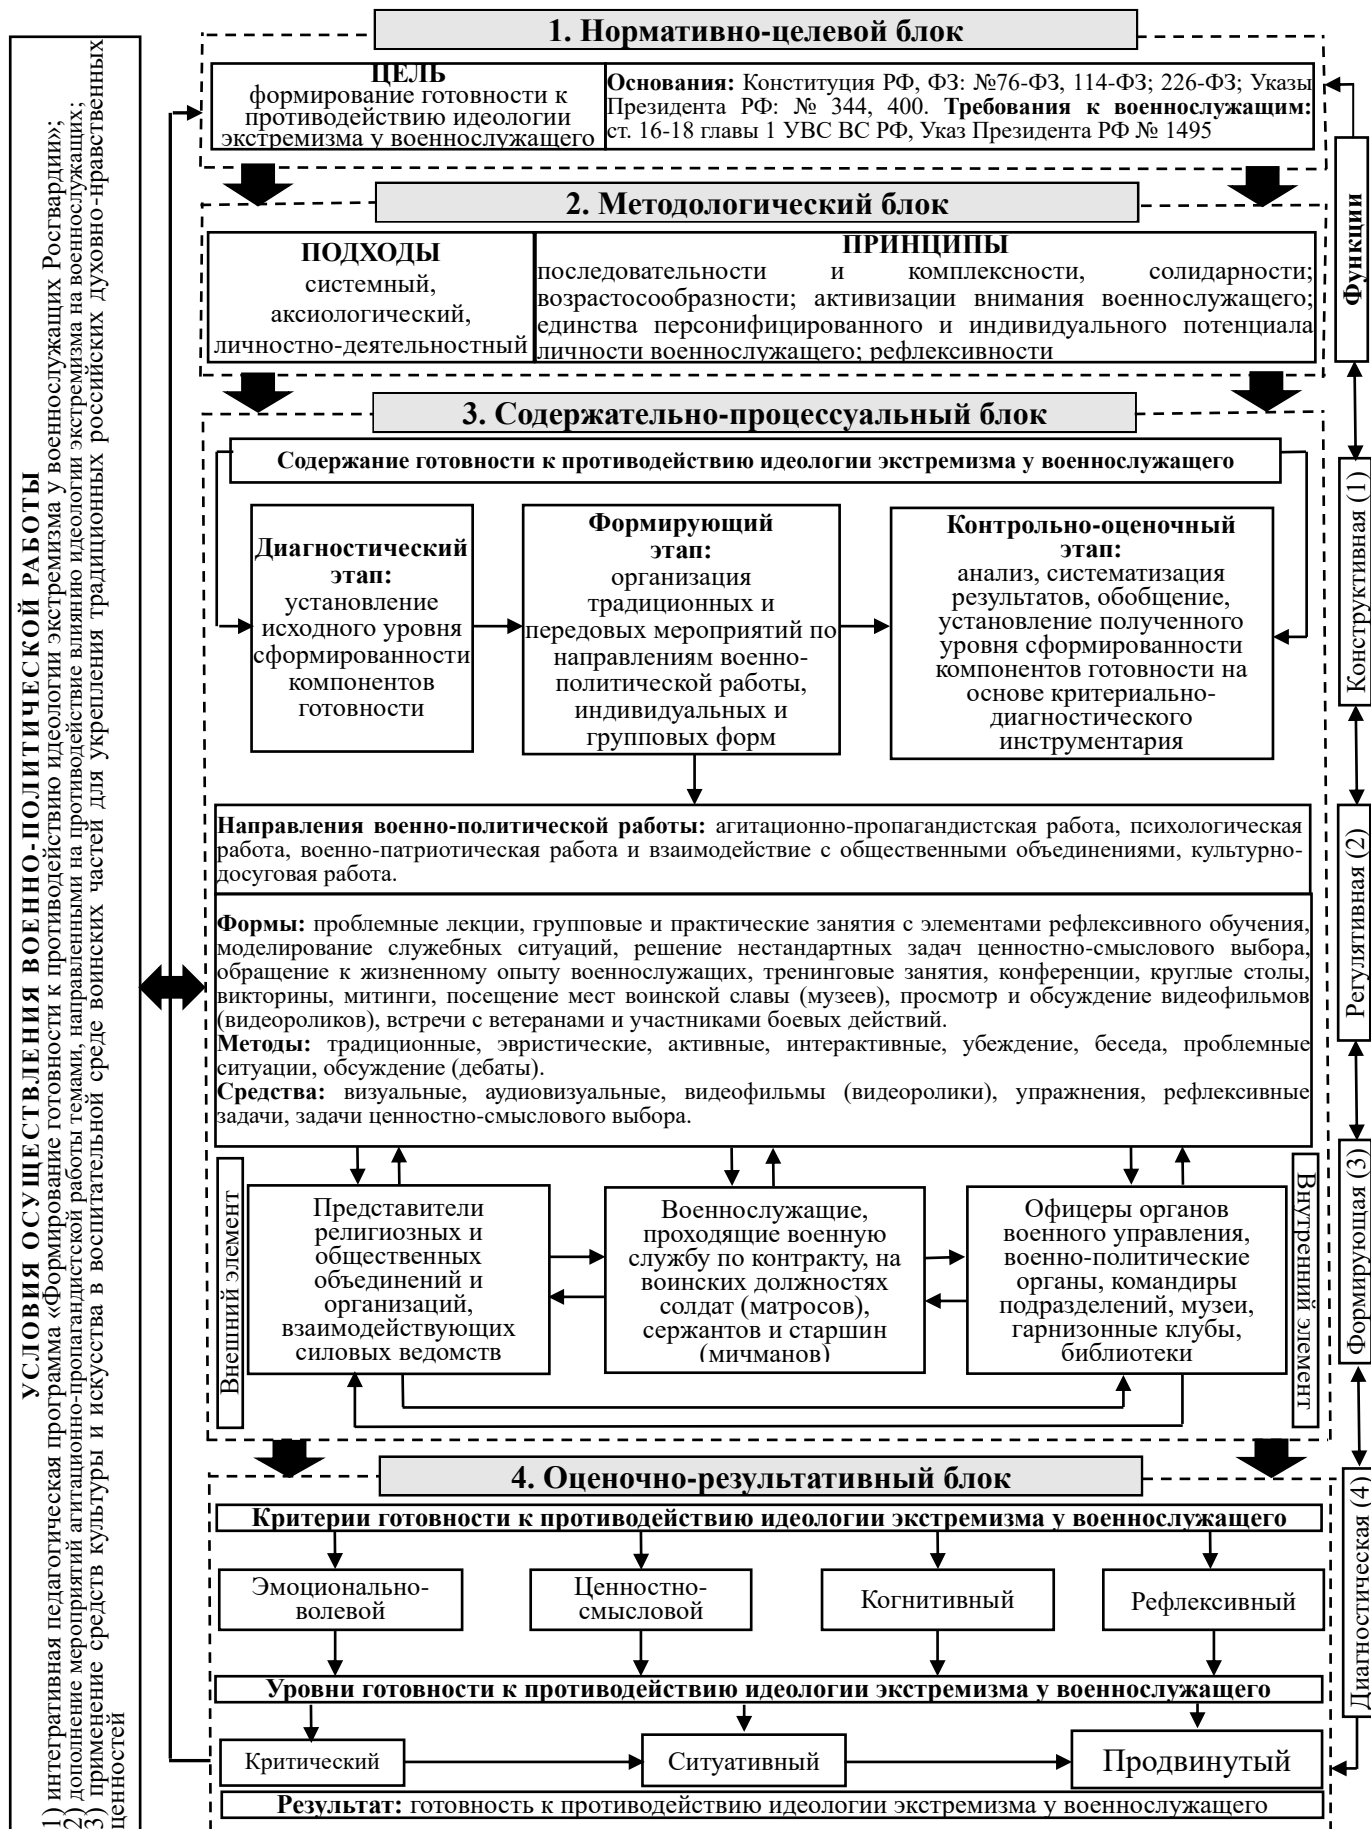 УСЛОВИЯ ОСУЩЕСТВЛЕНИЯ ВОЕННО-ПОЛИТИЧЕСКОЙ РАБОТЫ
1) интегративная педагогическая программа «Формирование готовности к противодействию идеологии экстремизма у военнослужащих Росгвардии»;
2) дополнение мероприятий агитационно-пропагандистской работы темами, направленными на противодействие влиянию идеологии экстремизма на военнослужащих;
3) применение средств культуры и искусства в воспитательной среде воинских частей для укрепления традиционных российских духовно-нравственных
ценностей
1. Нормативно-целевой блок
ЦЕЛЬ
формирование готовности к
противодействию идеологии
экстремизма у военнослужащего
Основания: Конституция РФ, ФЗ: №76-ФЗ, 114-ФЗ; 226-ФЗ; Указы
Президента РФ: № 344, 400. Требования к военнослужащим:
ст. 16-18 главы 1 УВС ВС РФ, Указ Президента РФ № 1495
2. Методологический блок
ПОДХОДЫ
системный,
аксиологический,
личностно-деятельностный
ПРИНЦИПЫ
последовательности и комплексности, солидарности;
возрастосообразности; активизации внимания военнослужащего;
единства персонифицированного и индивидуального потенциала
личности военнослужащего; рефлексивности
3. Содержательно-процессуальный блок
Содержание готовности к противодействию идеологии экстремизма у военнослужащего
Диагностический
этап:
установление
исходного уровня
сформированности
компонентов
готовности
Формирующий
этап:
организация
традиционных и
передовых мероприятий по
направлениям военно-
политической работы,
индивидуальных и
групповых форм
Контрольно-оценочный
этап:
анализ, систематизация
результатов, обобщение,
установление полученного
уровня сформированности
компонентов готовности на
основе критериально-
диагностического
инструментария
Направления военно-политической работы: агитационно-пропагандистская работа, психологическая
работа, военно-патриотическая работа и взаимодействие с общественными объединениями, культурно-
досуговая работа.
Формы: проблемные лекции, групповые и практические занятия с элементами рефлексивного обучения,
моделирование служебных ситуаций, решение нестандартных задач ценностно-смыслового выбора,
обращение к жизненному опыту военнослужащих, тренинговые занятия, конференции, круглые столы,
викторины, митинги, посещение мест воинской славы (музеев), просмотр и обсуждение видеофильмов
(видеороликов), встречи с ветеранами и участниками боевых действий.
Методы: традиционные, эвристические, активные, интерактивные, убеждение, беседа, проблемные
ситуации, обсуждение (дебаты).
Средства: визуальные, аудиовизуальные, видеофильмы (видеоролики), упражнения, рефлексивные
задачи, задачи ценностно-смыслового выбора.
Внешний элемент
Представители
религиозных и
общественных
объединений и
организаций,
взаимодействующих
силовых ведомств
Военнослужащие,
проходящие военную
службу по контракту, на
воинских должностях
солдат (матросов),
сержантов и старшин
(мичманов)
Офицеры органов
военного управления,
военно-политические
органы, командиры
подразделений, музеи,
гарнизонные клубы,
библиотеки
Внутренний элемент
4. Оценочно-результативный блок
Критерии готовности к противодействию идеологии экстремизма у военнослужащего
Эмоционально-
волевой
Ценностно-
смысловой
Когнитивный
Рефлексивный
Уровни готовности к противодействию идеологии экстремизма у военнослужащего
Критический
Ситуативный
Продвинутый
Результат: готовность к противодействию идеологии экстремизма у военнослужащего
Функции
Конструктивная (1)
Регулятивная (2)
Формирующая (3)
Диагностическая (4)